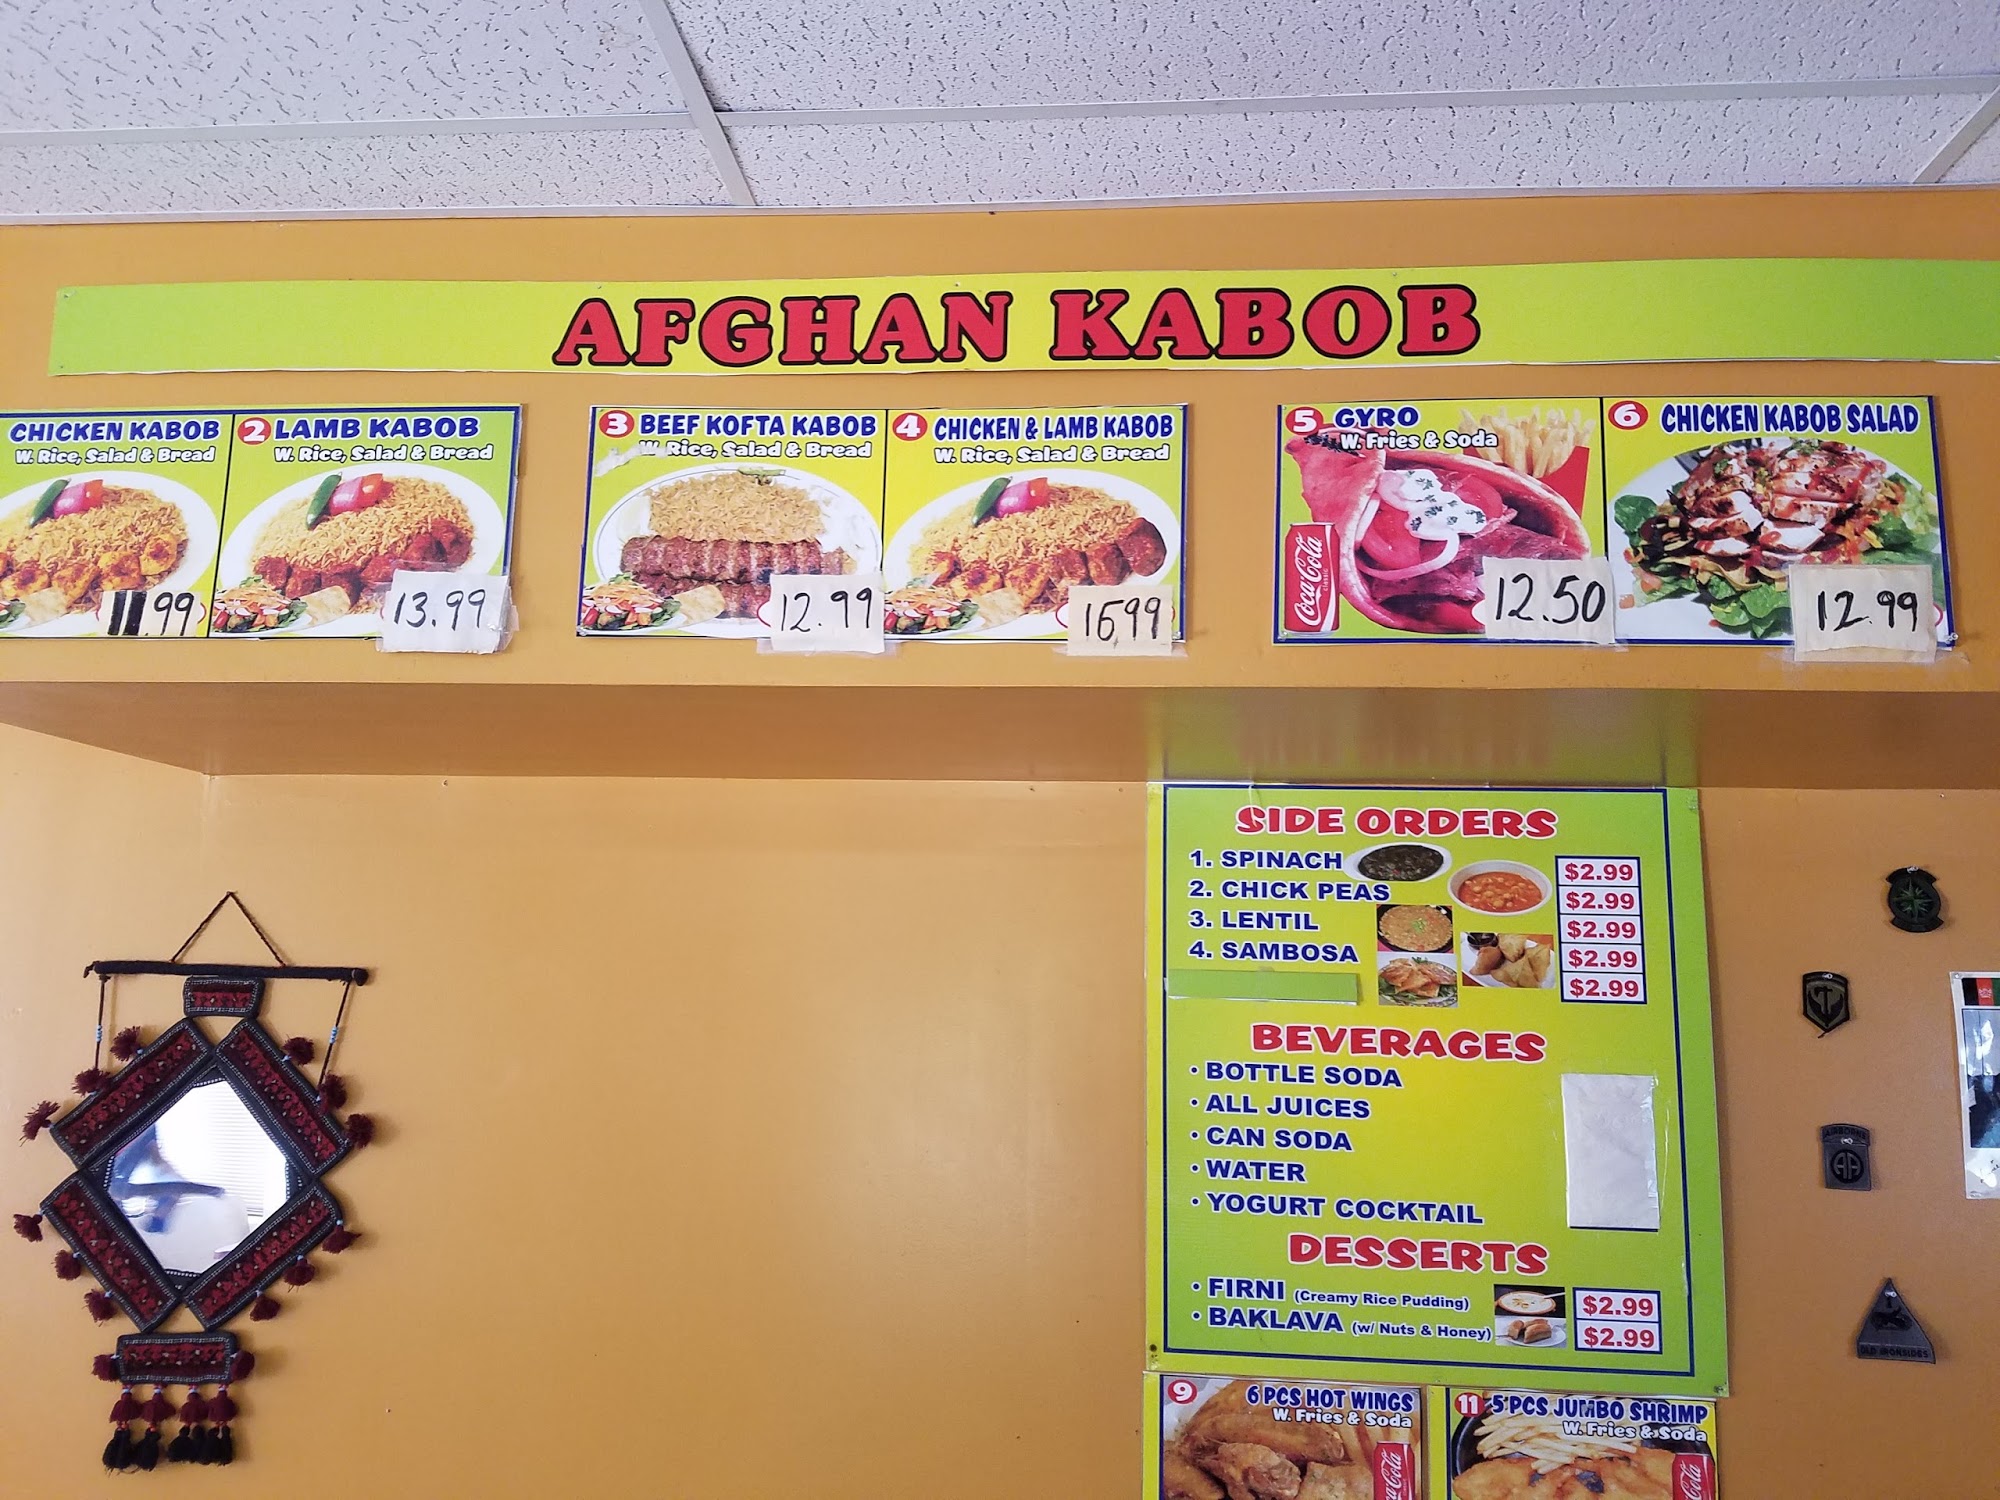 AFGHAN KABOB
CHICKEN KABOB
W. Rice, Salad & Bread
11.99
2 LAMB KABOB
W. Rice, Salad & Bread
13.99
3 BEEF KOFTA KABOB
W. Rice, Salad & Bread
12.99
4 CHICKEN & LAMB KABOB
W. Rice, Salad & Bread
16.99
5 GYRO
W. Fries & Soda
Coca-Cola
classic
12.50
6 CHICKEN KABOB SALAD
12.99
SIDE ORDERS
1. SPINACH $2.99
2. CHICK PEAS $2.99
3. LENTIL $2.99
4. SAMBOSA $2.99
$2.99
BEVERAGES
• BOTTLE SODA
• ALL JUICES
• CAN SODA
• WATER
• YOGURT COCKTAIL
DESSERTS
• FIRNI (Creamy Rice Pudding) $2.99
• BAKLAVA (w/ Nuts & Honey) $2.99
9 6 PCS HOT WINGS
W. Fries & Soda
11 5 PCS JUMBO SHRIMP
W. Fries & Soda
AIRBORNE
AA
OLD IRONSIDES